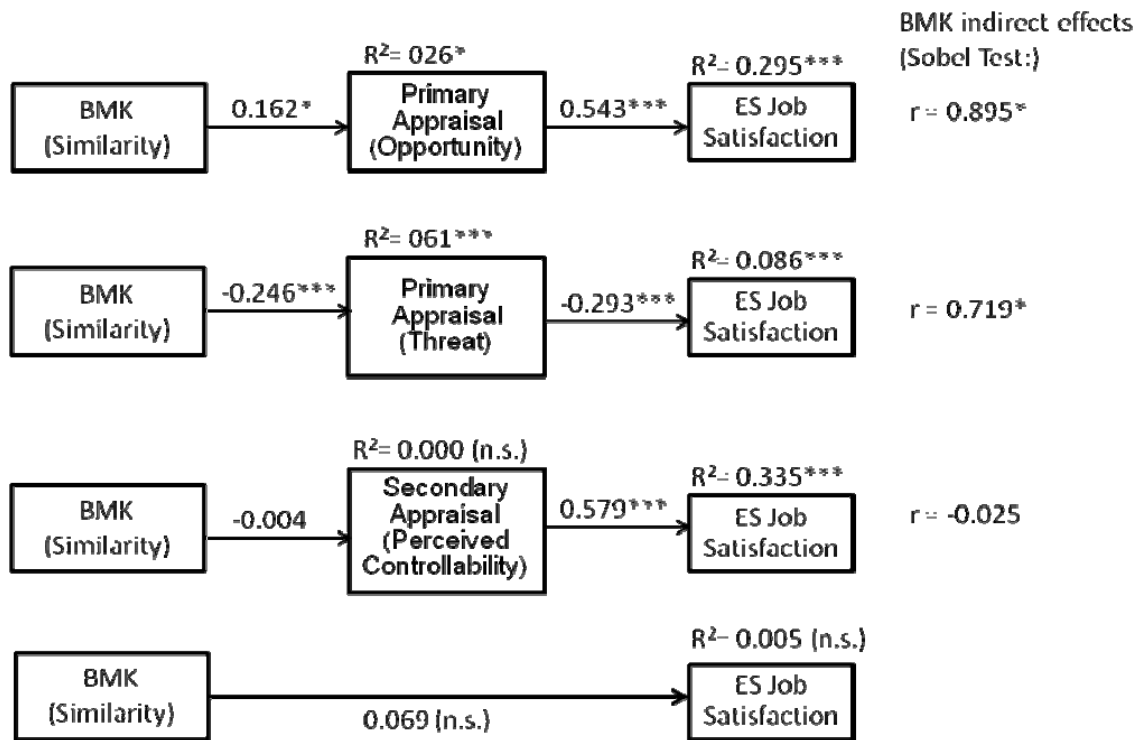 BMK indirect effects
(Sobel Test:)
R²= 026*
R²= 0.295***
BMK
(Similarity)
0.162*
Primary
Appraisal
(Opportunity)
0.543***
ES Job
Satisfaction
r = 0.895*
R²= 061***
R²= 0.086***
BMK
(Similarity)
-0.246***
Primary
Appraisal
(Threat)
-0.293***
ES Job
Satisfaction
r = 0.719*
R²= 0.000 (n.s.)
R²= 0.335***
BMK
(Similarity)
-0.004
Secondary
Appraisal
(Perceived
Controllability)
0.579***
ES Job
Satisfaction
r = -0.025
R²= 0.005 (n.s.)
BMK
(Similarity)
0.069 (n.s.)
ES Job
Satisfaction